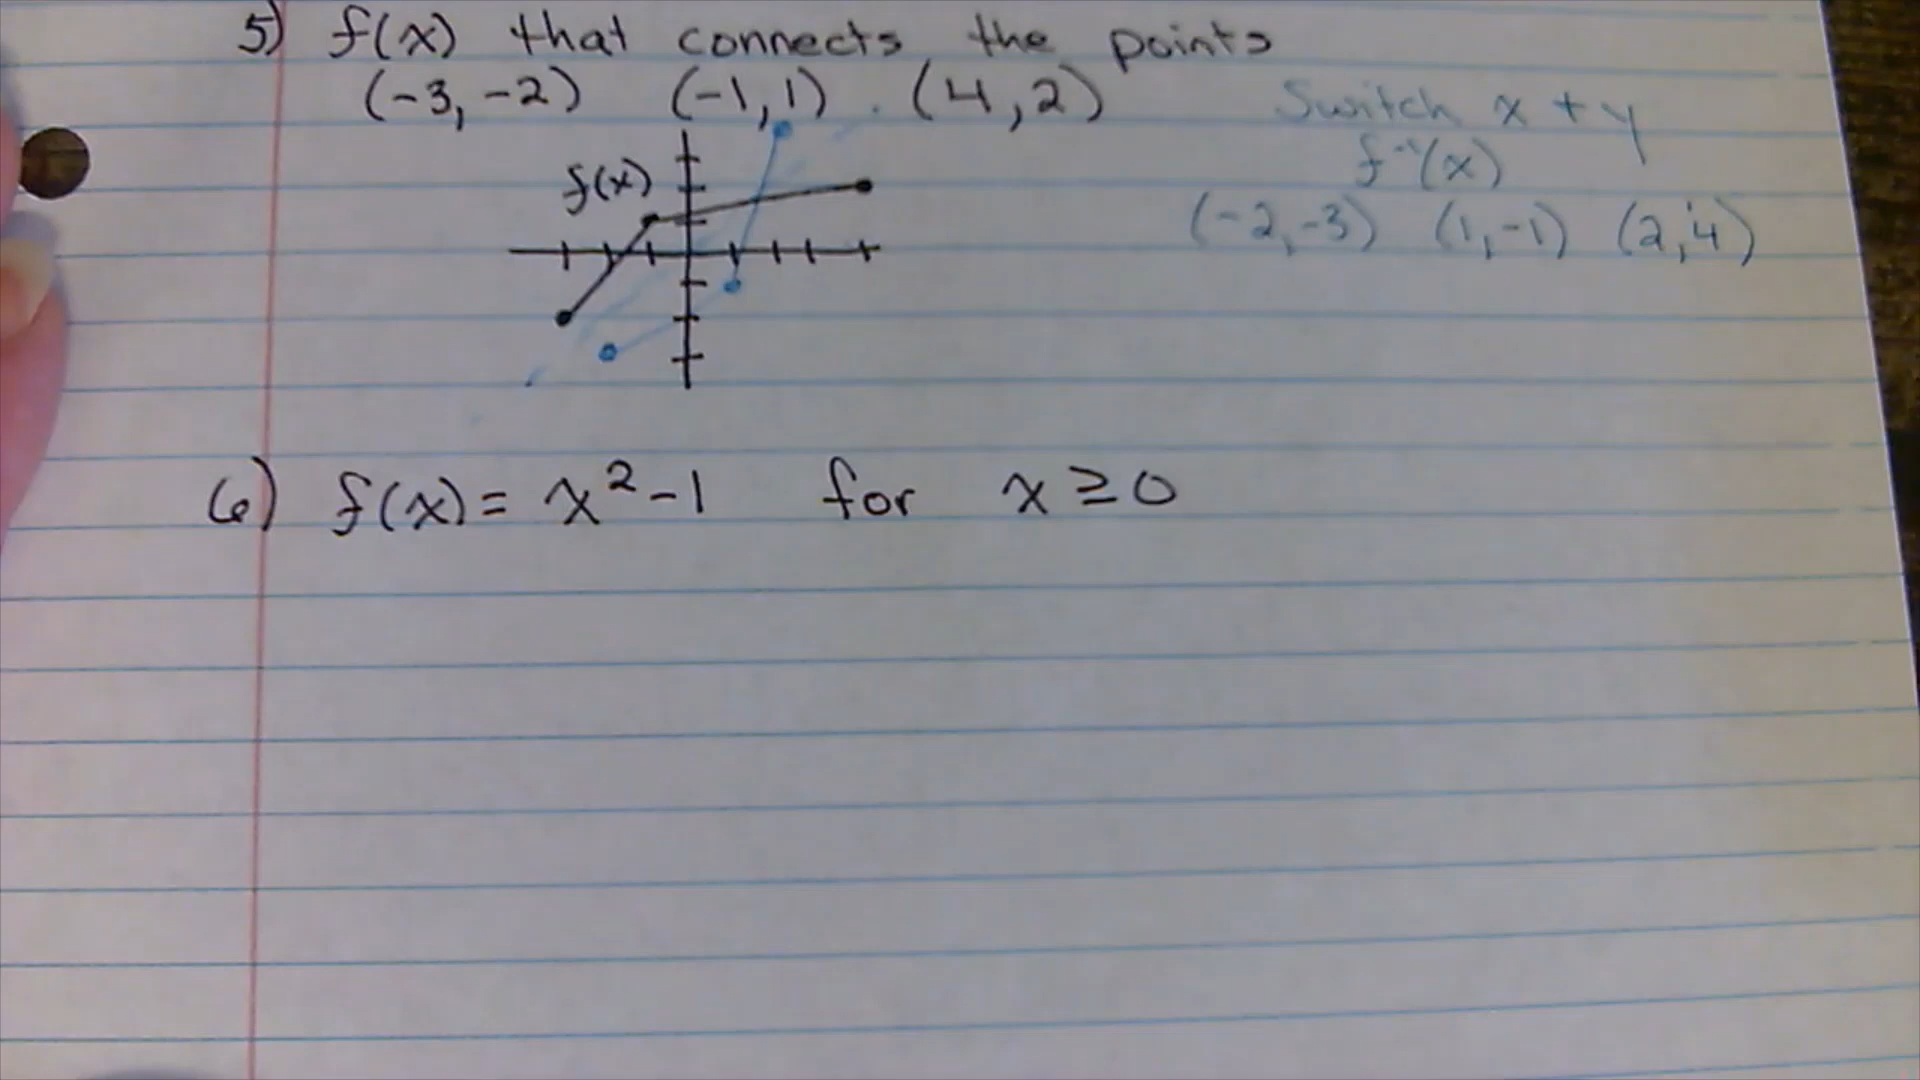 5) f(x) that connects the points
(-3, -2) (-1, 1) (4, 2)
Switch x + y
f⁻¹(x)
(-2, -3) (1, -1) (2, 4)
f(x)
6) f(x) = x² - 1 for x ≥ 0